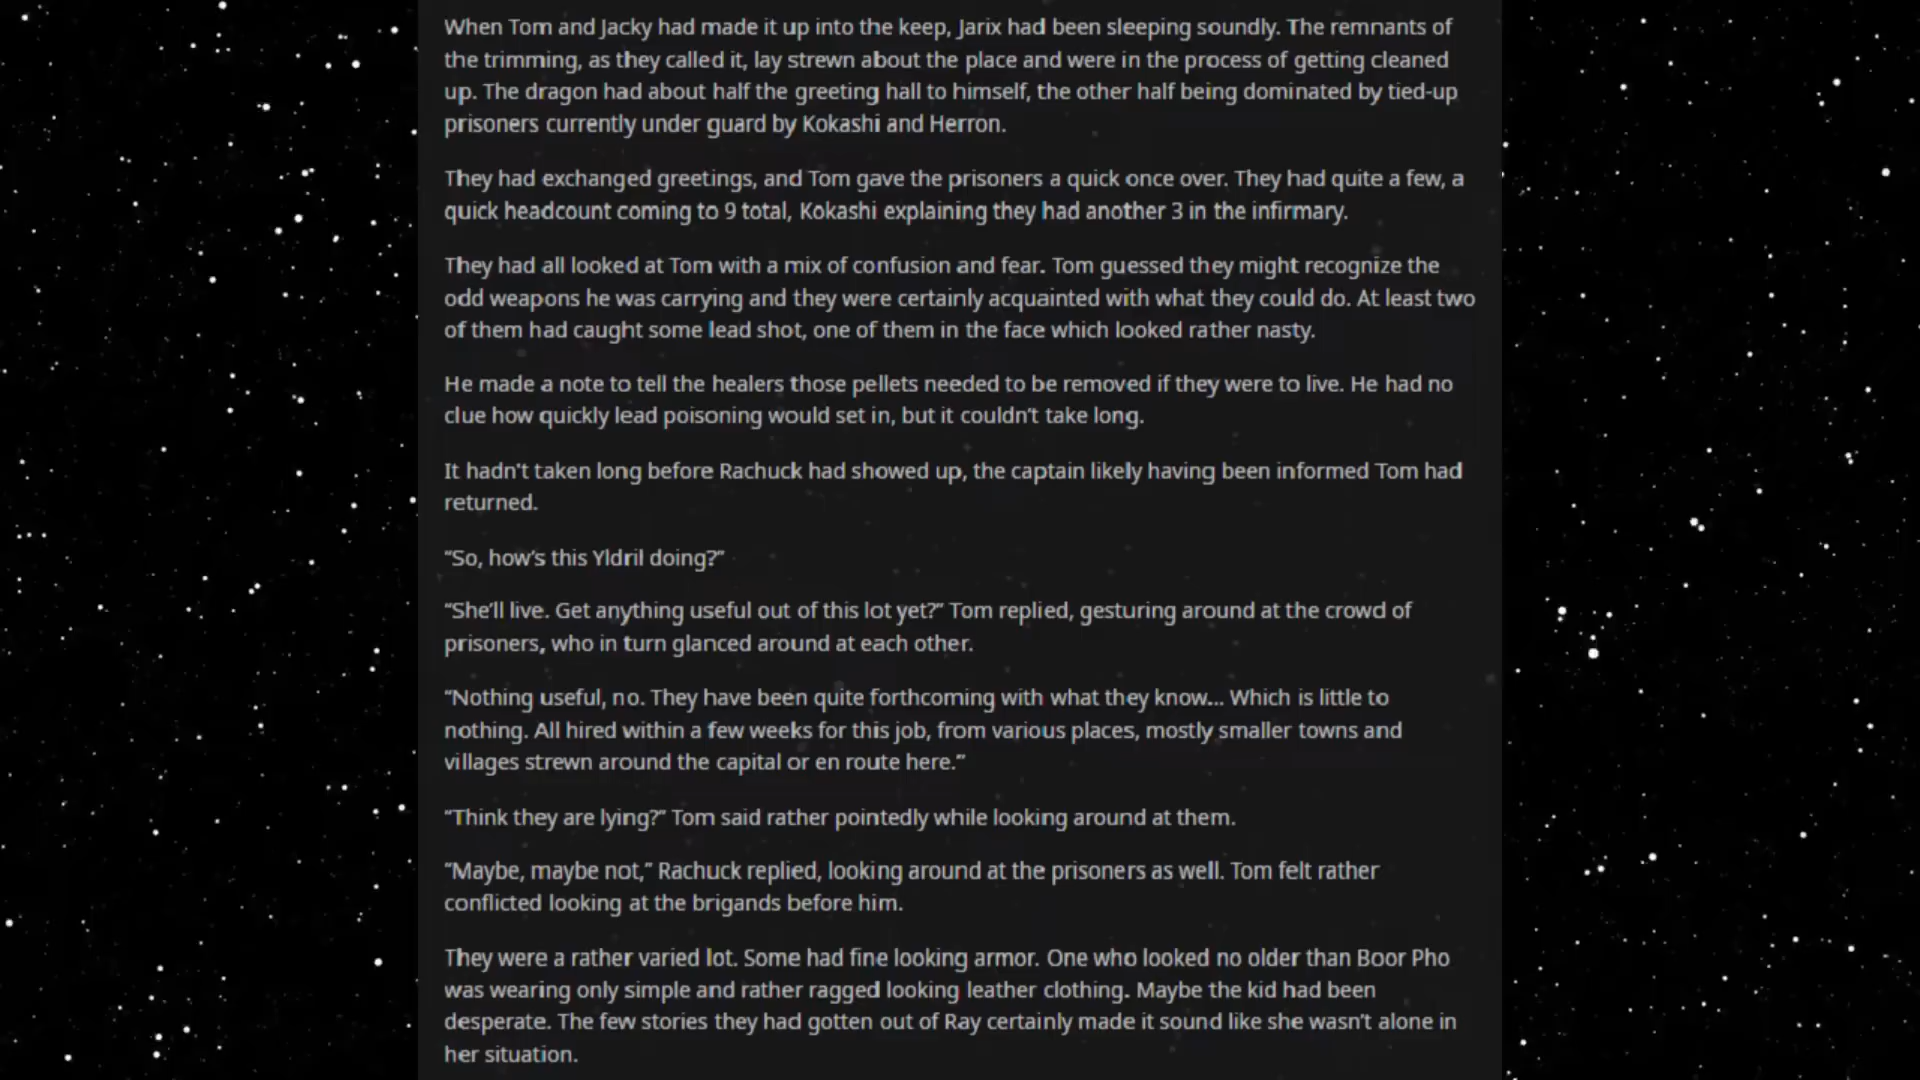 When Tom and Jacky had made it up into the keep, Jarix had been sleeping soundly. The remnants of
the trimming, as they called it, lay strewn about the place and were in the process of getting cleaned
up. The dragon had about half the greeting hall to himself, the other half being dominated by tied-up
prisoners currently under guard by Kokashi and Herron.
They had exchanged greetings, and Tom gave the prisoners a quick once over. They had quite a few, a
quick headcount coming to 9 total, Kokashi explaining they had another 3 in the infirmary.
They had all looked at Tom with a mix of confusion and fear. Tom guessed they might recognize the
odd weapons he was carrying and they were certainly acquainted with what they could do. At least two
of them had caught some lead shot, one of them in the face which looked rather nasty.
He made a note to tell the healers those pellets needed to be removed if they were to live. He had no
clue how quickly lead poisoning would set in, but it couldn't take long.
It hadn't taken long before Rachuck had showed up, the captain likely having been informed Tom had
returned.
“So, how's this Yldril doing?”
“She'll live. Get anything useful out of this lot yet?” Tom replied, gesturing around at the crowd of
prisoners, who in turn glanced around at each other.
“Nothing useful, no. They have been quite forthcoming with what they know... Which is little to
nothing. All hired within a few weeks for this job, from various places, mostly smaller towns and
villages strewn around the capital or en route here.”
“Think they are lying?” Tom said rather pointedly while looking around at them.
“Maybe, maybe not,” Rachuck replied, looking around at the prisoners as well. Tom felt rather
conflicted looking at the brigands before him.
They were a rather varied lot. Some had fine looking armor. One who looked no older than Boor Pho
was wearing only simple and rather ragged looking leather clothing. Maybe the kid had been
desperate. The few stories they had gotten out of Ray certainly made it sound like she wasn't alone in
her situation.